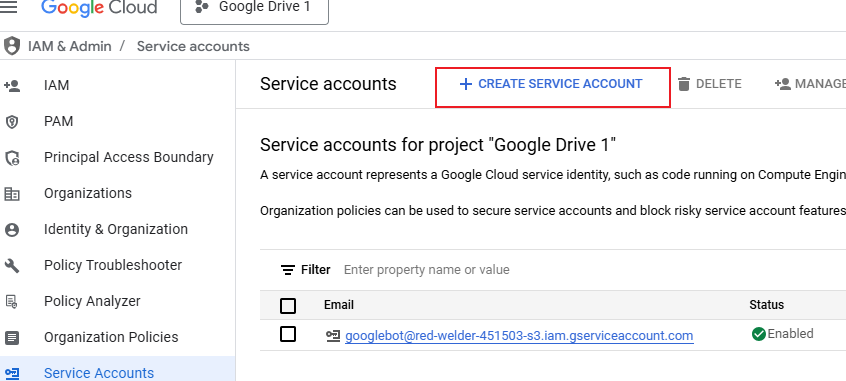 Google Cloud
Google Drive 1
IAM & Admin / Service accounts
IAM
PAM
Principal Access Boundary
Organizations
Identity & Organization
Policy Troubleshooter
Policy Analyzer
Organization Policies
Service Accounts
Service accounts
CREATE SERVICE ACCOUNT
DELETE
MANAGE
Service accounts for project "Google Drive 1"
A service account represents a Google Cloud service identity, such as code running on Compute Engin
Organization policies can be used to secure service accounts and block risky service account features
Filter Enter property name or value
Email Status
googlebot@red-welder-451503-s3.iam.gserviceaccount.com Enabled